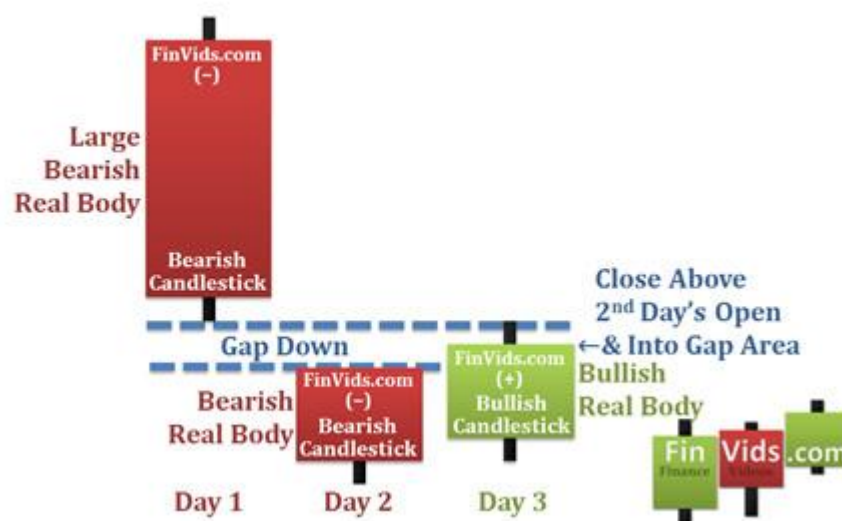 FinVids.com
(−)
Large
Bearish
Real Body
Bearish
Candlestick
Close Above
2nd Day's Open
←& Into Gap Area
Gap Down
FinVids.com
(−)
Bearish
Candlestick
Bearish
Real Body
FinVids.com
(+)
Bullish
Candlestick
Bullish
Real Body
Day 1
Day 2
Day 3
Fin
Finance
Vids
Videos
.com